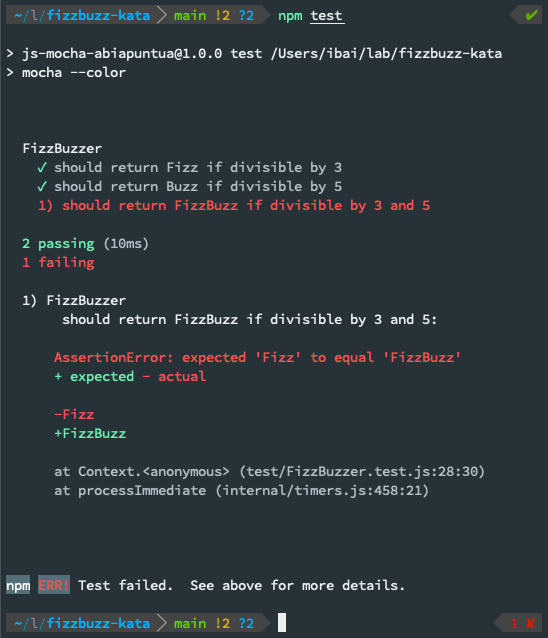 ~/l/fizzbuzz-kata > main !2 ?2 > npm test ✔
> js-mocha-abiapuntua@1.0.0 test /Users/ibai/lab/fizzbuzz-kata
> mocha --color
FizzBuzzer
✓ should return Fizz if divisible by 3
✓ should return Buzz if divisible by 5
1) should return FizzBuzz if divisible by 3 and 5
2 passing (10ms)
1 failing
1) FizzBuzzer
should return FizzBuzz if divisible by 3 and 5:
AssertionError: expected 'Fizz' to equal 'FizzBuzz'
+ expected - actual
-Fizz
+FizzBuzz
at Context.<anonymous> (test/FizzBuzzer.test.js:28:30)
at processImmediate (internal/timers.js:458:21)
npm ERR! Test failed.  See above for more details.
~/l/fizzbuzz-kata > main !2 ?2 > 1 ✘